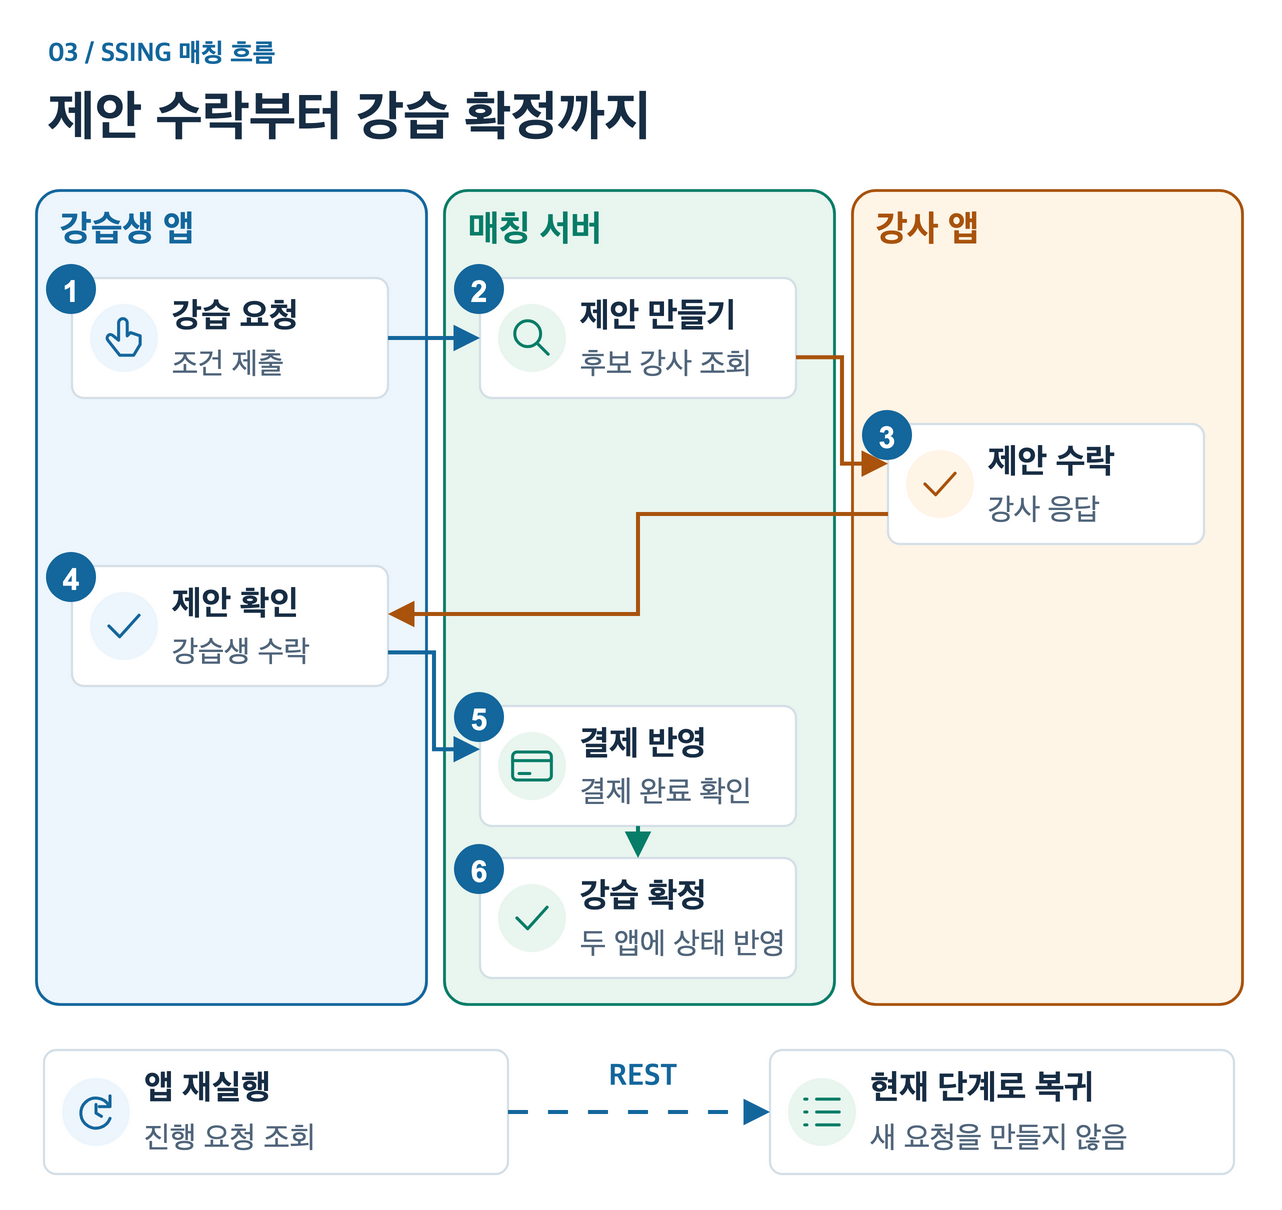 03 / SSING 매칭 흐름
제안 수락부터 강습 확정까지
강습생 앱
매칭 서버
강사 앱
1
강습 요청
조건 제출
2
제안 만들기
후보 강사 조회
3
제안 수락
강사 응답
4
제안 확인
강습생 수락
5
결제 반영
결제 완료 확인
6
강습 확정
두 앱에 상태 반영
앱 재실행
진행 요청 조회
REST
현재 단계로 복귀
새 요청을 만들지 않음